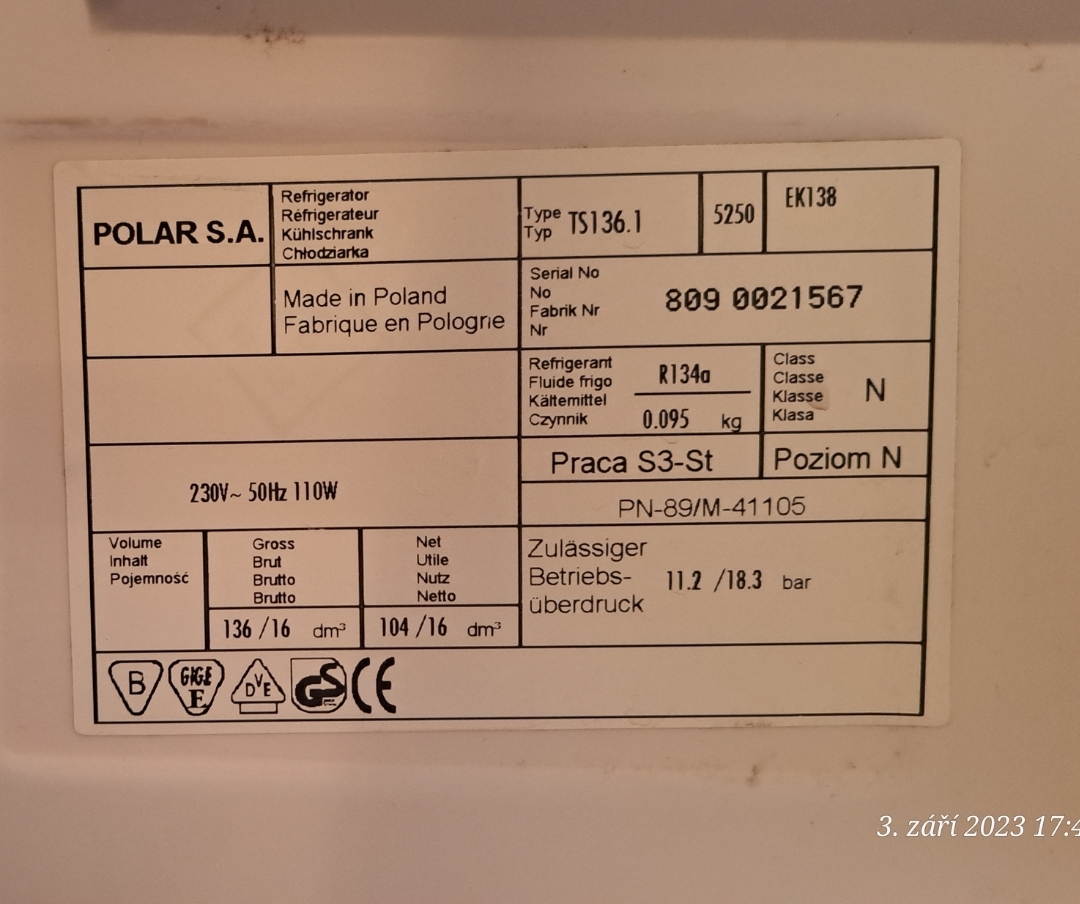 POLAR S.A.
Refrigerator
Réfrigerateur
Kühlschrank
Chłodziarka
Type
Typ
TS136.1
5250
EK138
Made in Poland
Fabrique en Pologne
Serial No
No
Fabrik Nr
Nr
809 0021567
Refrigerant
Fluide frigo
Kältemittel
Czynnik
R134a
0.095 kg
Class
Classe
Klasse
Klasa
N
230V~ 50Hz 110W
Praca S3-St
Poziom N
PN-89/M-41105
Volume
Inhalt
Pojemność
Gross
Brut
Brutto
Brutto
136 /16 dm³
Net
Utile
Nutz
Netto
104 /16 dm³
Zulässiger
Betriebs-
überdruck
11.2 /18.3 bar
B
GIGE
E
DVE
GS
CE
3. září 2023 17:4